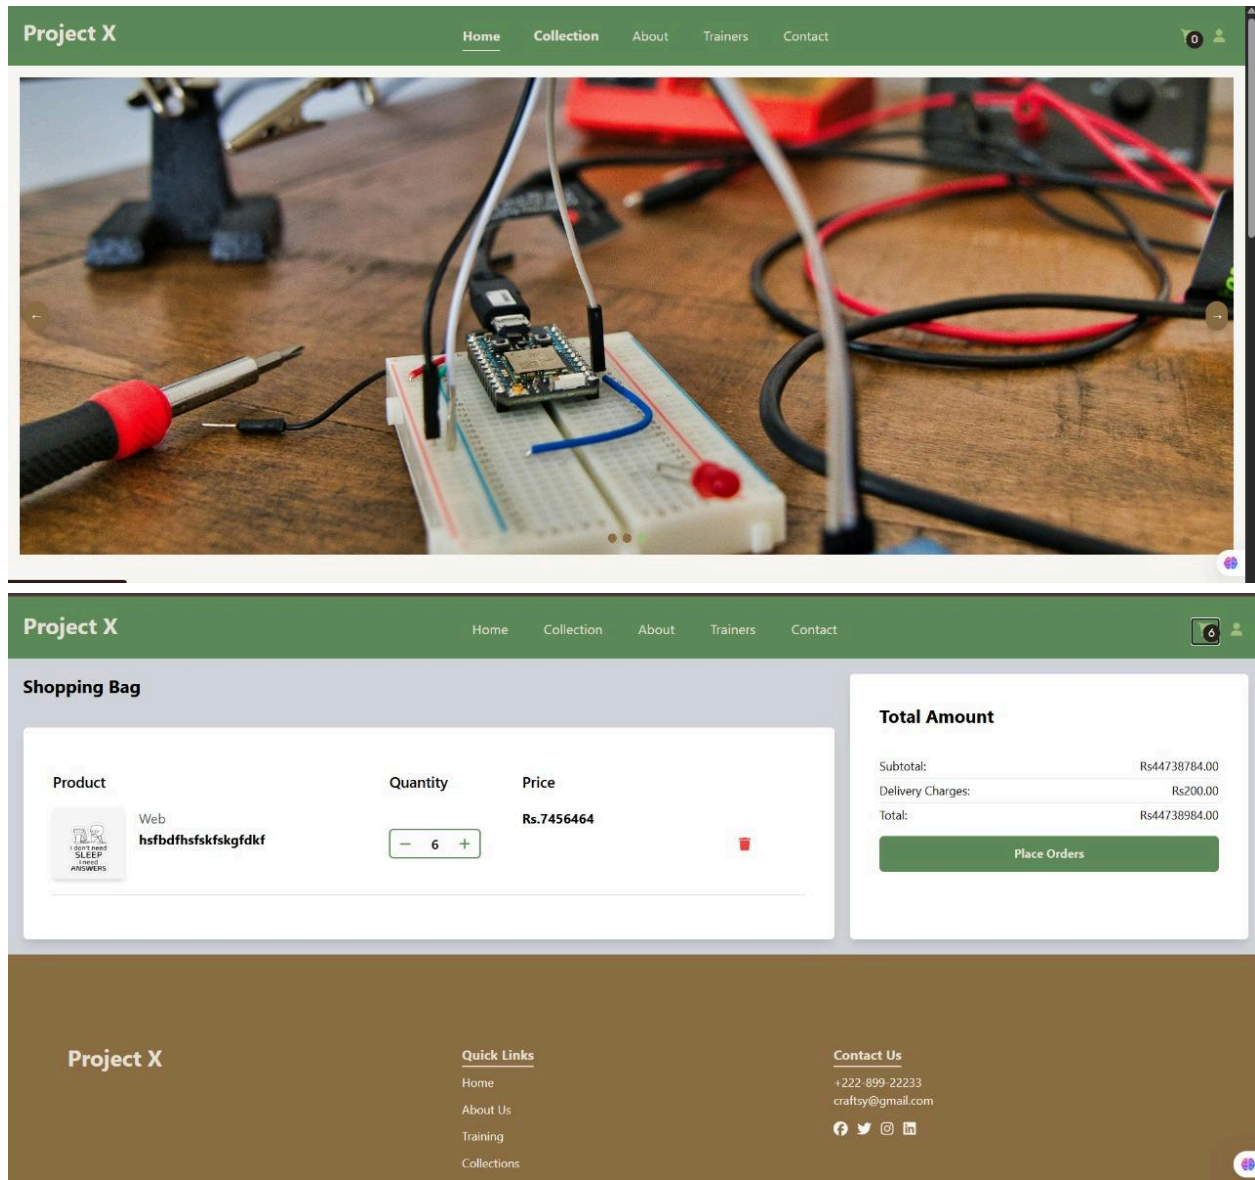 Project X
Home Collection About Trainers Contact
0
← →
Project X
Home Collection About Trainers Contact
6
Shopping Bag
Product Quantity Price
Web
hsfbdfhsfskfskgfdkf
Rs.7456464
− 6 +
I don't need
SLEEP
I need
ANSWERS
Total Amount
Subtotal: Rs44738784.00
Delivery Charges: Rs200.00
Total: Rs44738984.00
Place Orders
Project X
Quick Links
Home
About Us
Training
Collections
Contact Us
+222-899-22233
craftsy@gmail.com